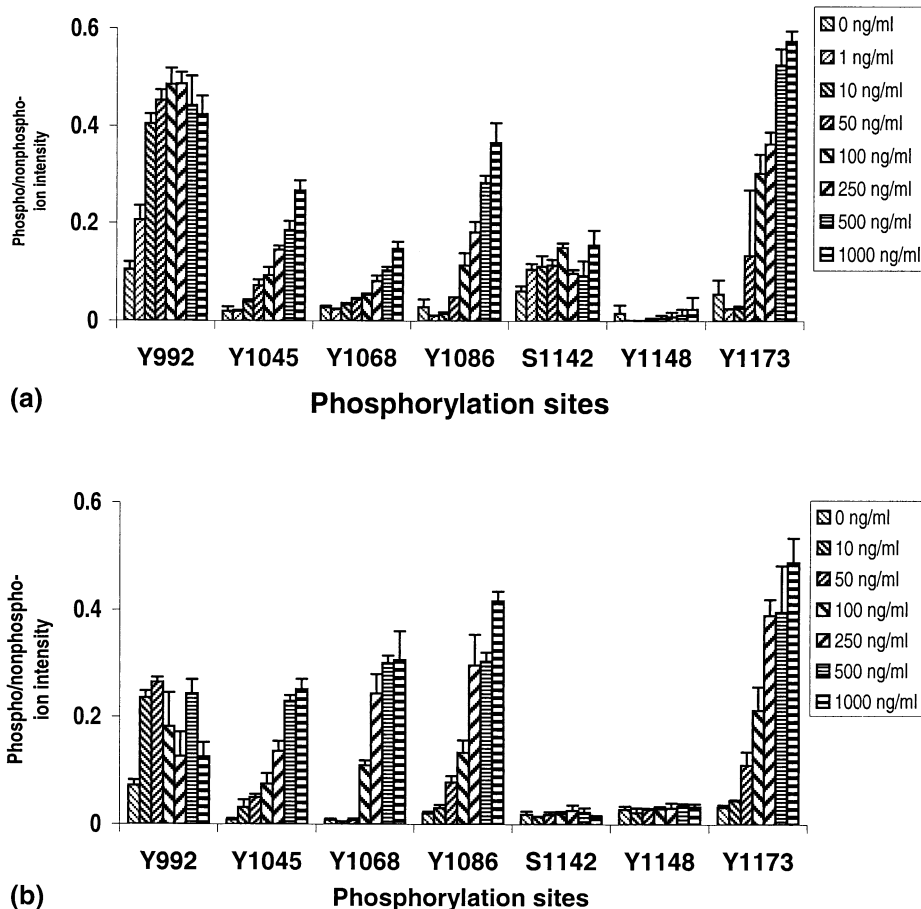 Phospho/nonphospho-
ion intensity
0.6
0.4
0.2
0
0 ng/ml
1 ng/ml
10 ng/ml
50 ng/ml
100 ng/ml
250 ng/ml
500 ng/ml
1000 ng/ml
Y992 Y1045 Y1068 Y1086 S1142 Y1148 Y1173
(a) Phosphorylation sites
Phospho/nonphospho-
ion intensity
0.6
0.4
0.2
0
0 ng/ml
10 ng/ml
50 ng/ml
100 ng/ml
250 ng/ml
500 ng/ml
1000 ng/ml
Y992 Y1045 Y1068 Y1086 S1142 Y1148 Y1173
(b) Phosphorylation sites